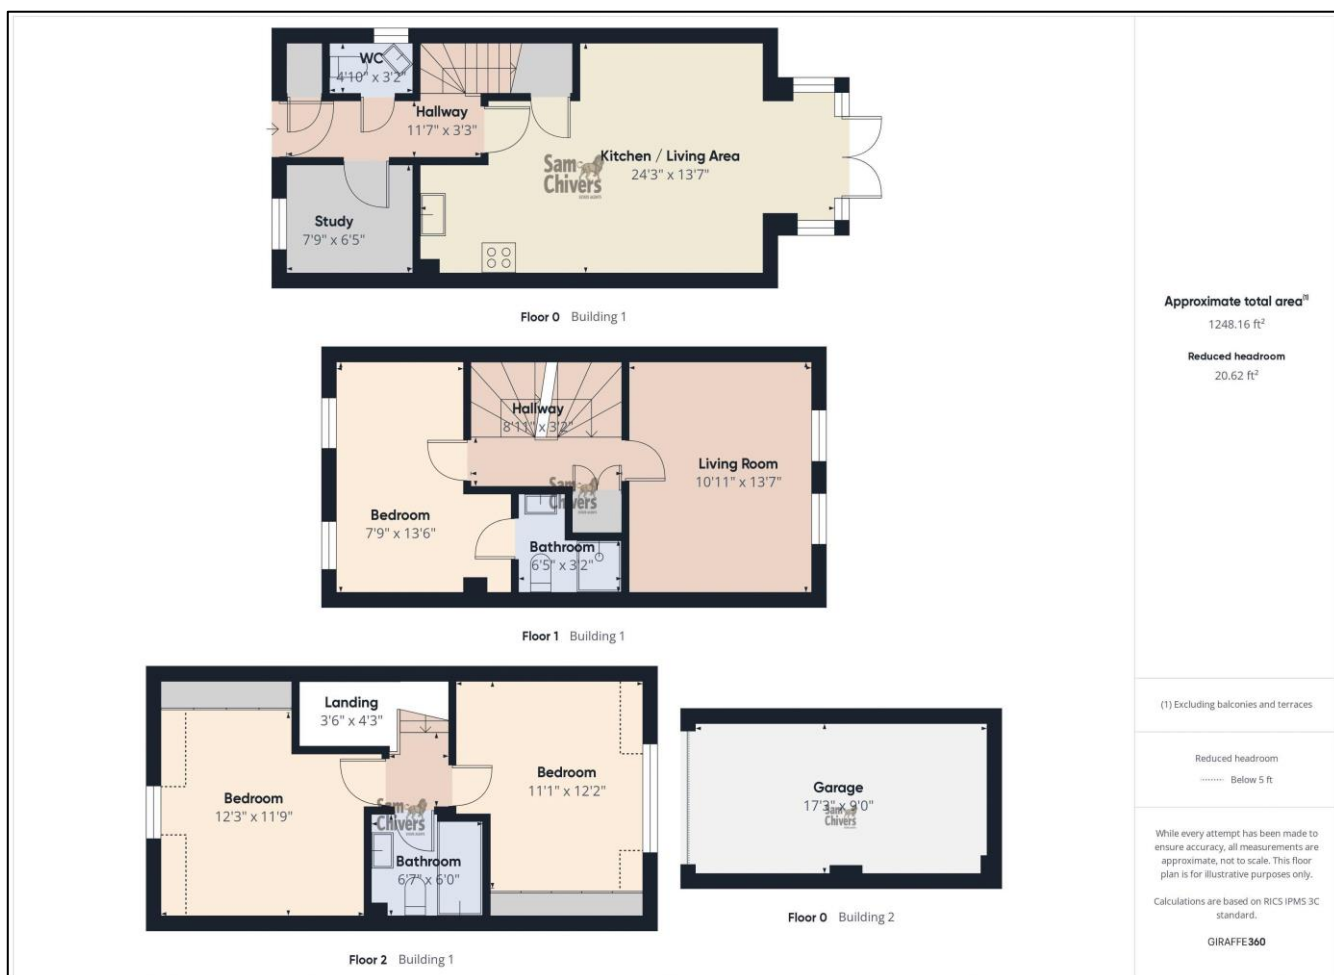 WC
4'10" x 3'2"
Hallway
11'7" x 3'3"
Kitchen / Living Area
24'3" x 13'7"
Sam
Chivers
Study
7'9" x 6'5"
Floor 0 Building 1
Hallway
8'11" x 3'2"
Living Room
10'11" x 13'7"
Sam
Chivers
Bedroom
7'9" x 13'6"
Bathroom
6'5" x 3'2"
Floor 1 Building 1
Landing
3'6" x 4'3"
Bedroom
11'1" x 12'2"
Bedroom
12'3" x 11'9"
Sam
Chivers
Bathroom
6'7" x 6'0"
Floor 2 Building 1
Garage
17'3" x 9'0"
Sam
Chivers
Floor 0 Building 2
Approximate total area(1)
1248.16 ft²
Reduced headroom
20.62 ft²
(1) Excluding balconies and terraces
Reduced headroom
Below 5 ft
While every attempt has been made to
ensure accuracy, all measurements are
approximate, not to scale. This floor
plan is for illustrative purposes only.
Calculations are based on RICS IPMS 3C
standard.
GIRAFFE360